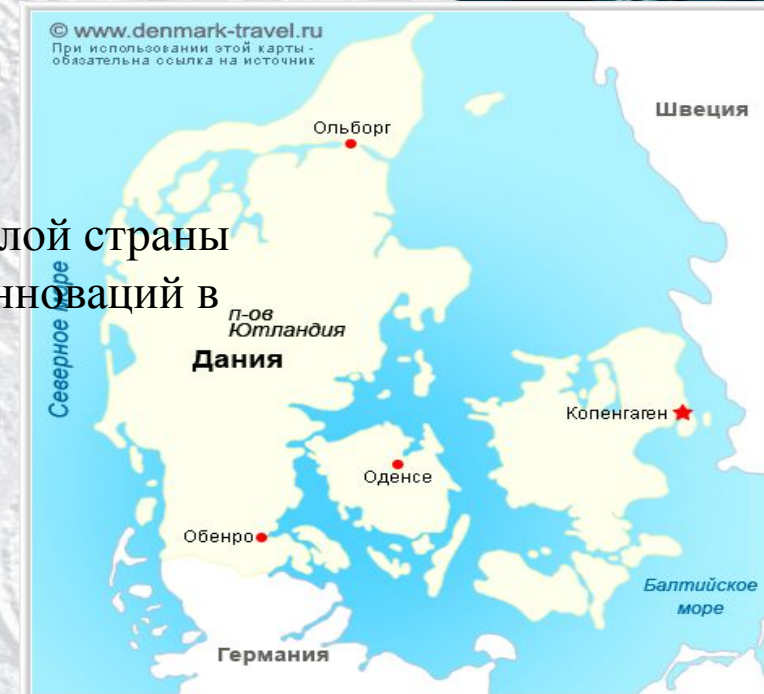 © www.denmark-travel.ru
При использовании этой карты -
обязательна ссылка на источник
Швеция
Ольборг
лой страны
нноваций в
Северное море
п-ов
Ютландия
Дания
Копенгаген
Оденсе
Обенро
Балтийское
море
Германия